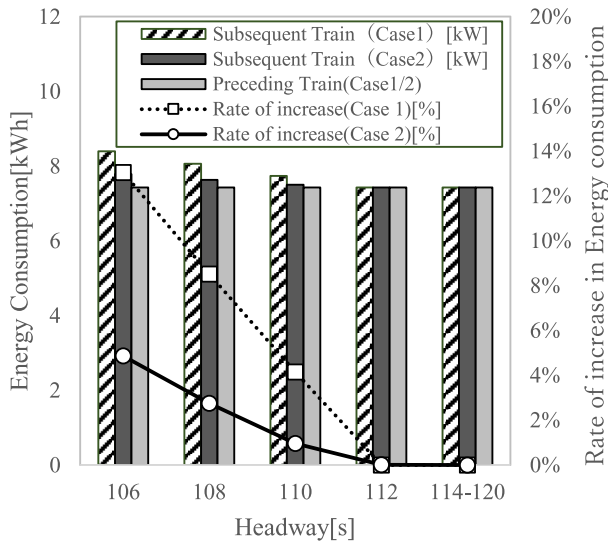 12
10
8
6
4
2
0
Energy Consumption[kWh]
Subsequent Train（Case1）[kW]
Subsequent Train（Case2）[kW]
Preceding Train(Case1/2)
Rate of increase(Case 1)[%]
Rate of increase(Case 2)[%]
20%
18%
16%
14%
12%
10%
8%
6%
4%
2%
0%
Rate of increase in Energy consumption
106 108 110 112 114-120
Headway[s]